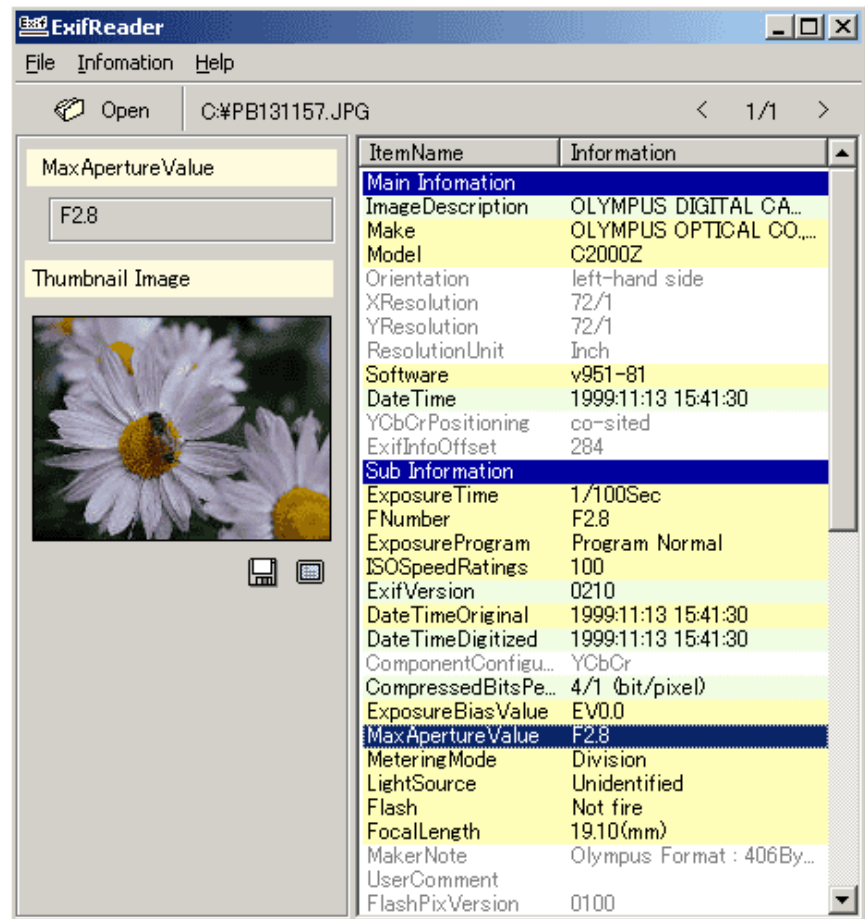 Exif ExifReader
File Infomation Help
Open C:¥PB131157.JPG < 1/1 >
MaxApertureValue
F2.8
Thumbnail Image
ItemName Information
Main Infomation
ImageDescription OLYMPUS DIGITAL CA...
Make OLYMPUS OPTICAL CO.,...
Model C2000Z
Orientation left-hand side
XResolution 72/1
YResolution 72/1
ResolutionUnit Inch
Software v951-81
DateTime 1999:11:13 15:41:30
YCbCrPositioning co-sited
ExifInfoOffset 284
Sub Information
ExposureTime 1/100Sec
FNumber F2.8
ExposureProgram Program Normal
ISOSpeedRatings 100
ExifVersion 0210
DateTimeOriginal 1999:11:13 15:41:30
DateTimeDigitized 1999:11:13 15:41:30
ComponentConfigu... YCbCr
CompressedBitsPe... 4/1 (bit/pixel)
ExposureBiasValue EV0.0
MaxApertureValue F2.8
MeteringMode Division
LightSource Unidentified
Flash Not fire
FocalLength 19.10(mm)
MakerNote Olympus Format : 406By...
UserComment
FlashPixVersion 0100